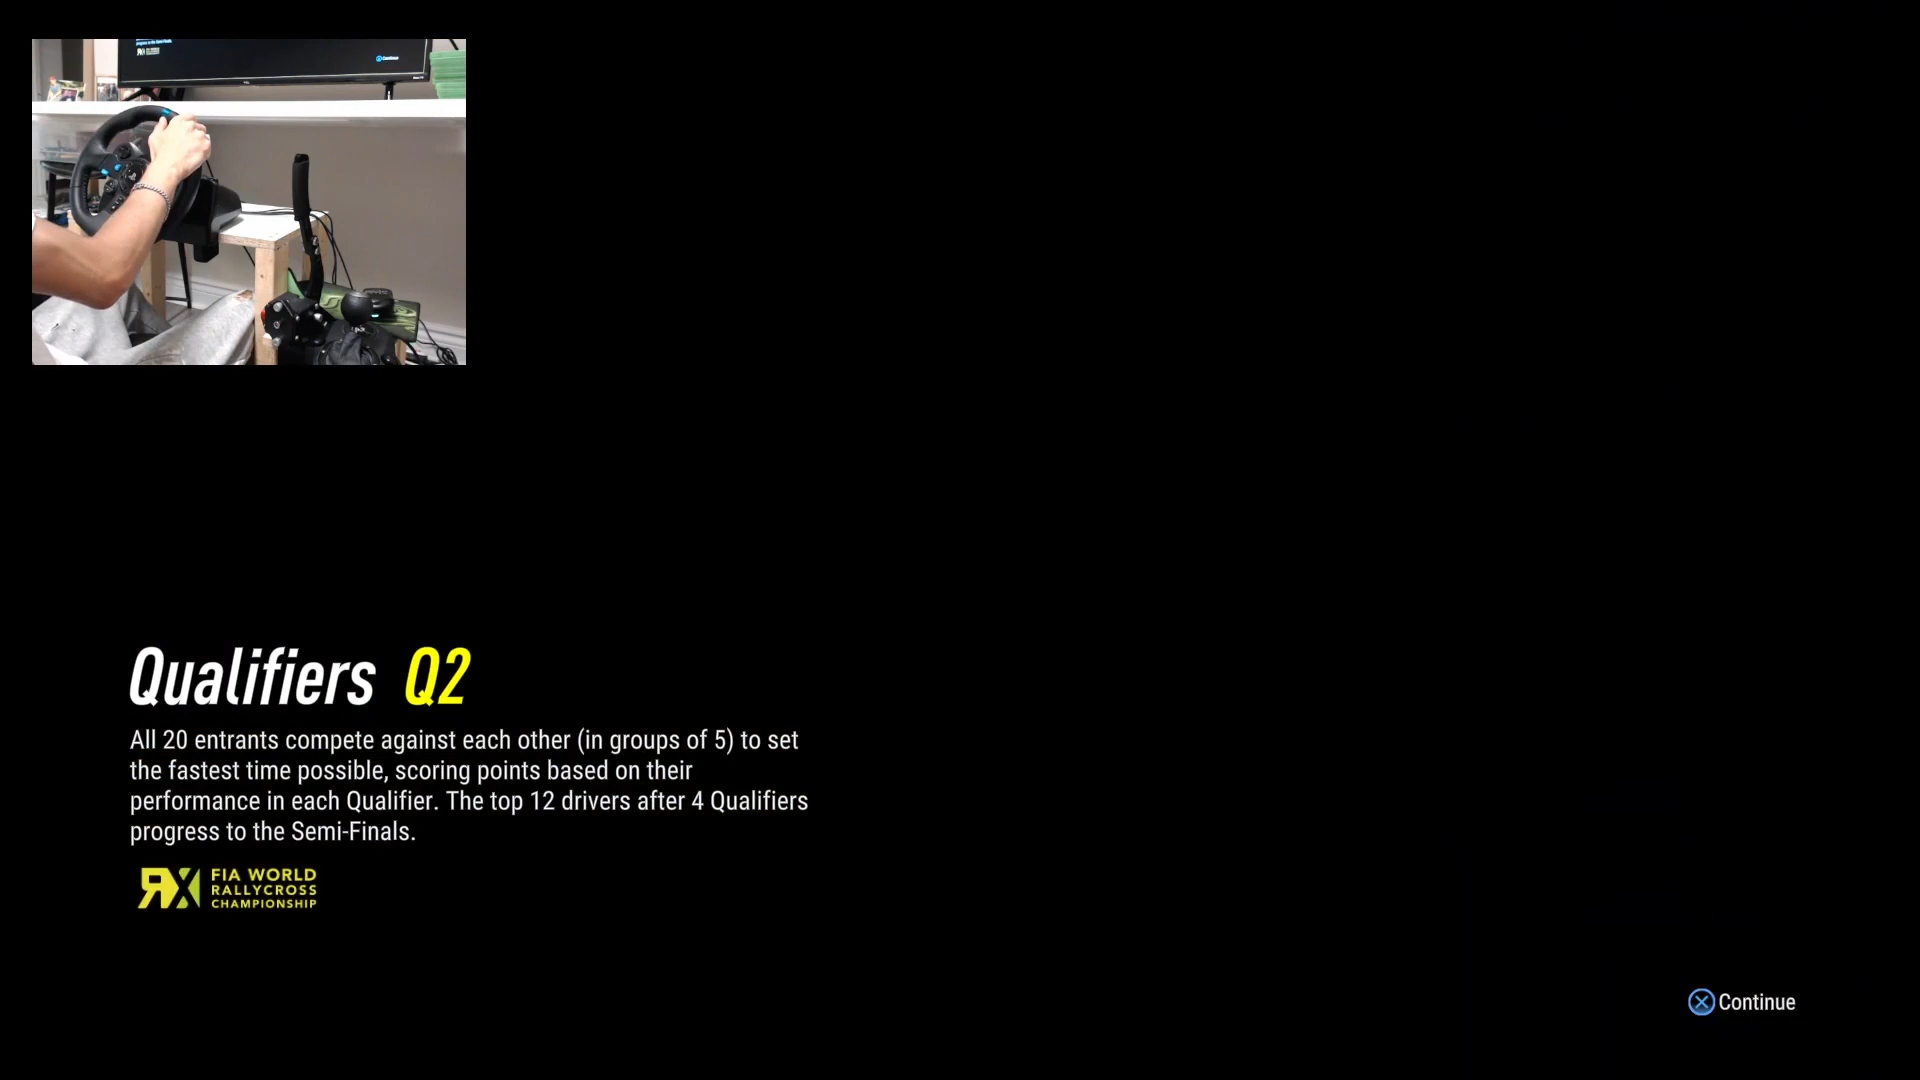 Qualifiers Q2
All 20 entrants compete against each other (in groups of 5) to set
the fastest time possible, scoring points based on their
performance in each Qualifier. The top 12 drivers after 4 Qualifiers
progress to the Semi-Finals.
RX FIA WORLD
RALLYCROSS
CHAMPIONSHIP
Continue